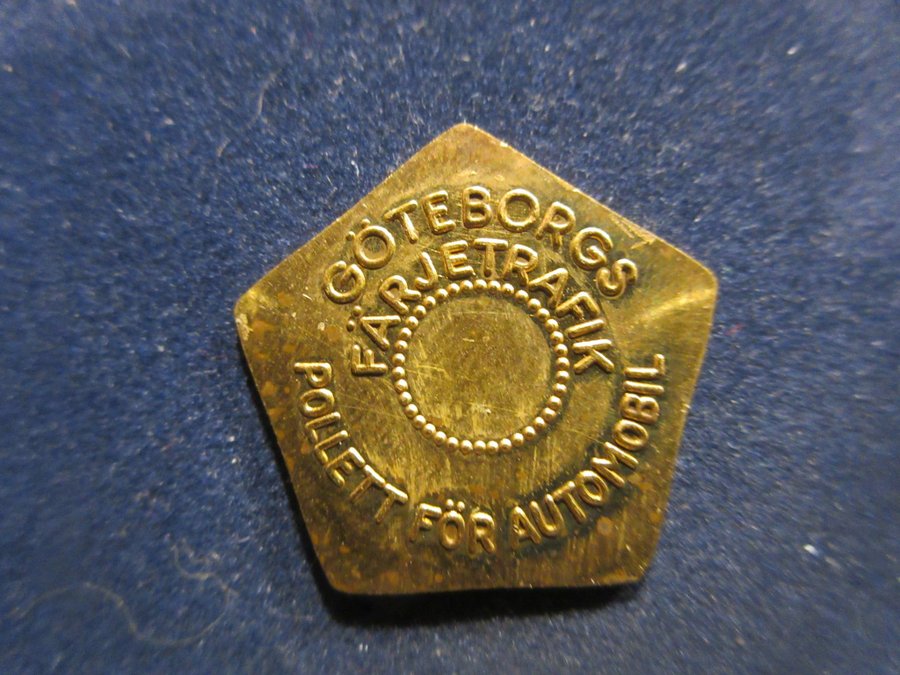 GÖTEBORGS
FÄRJETRAFIK
POLLETT FÖR AUTOMOBIL